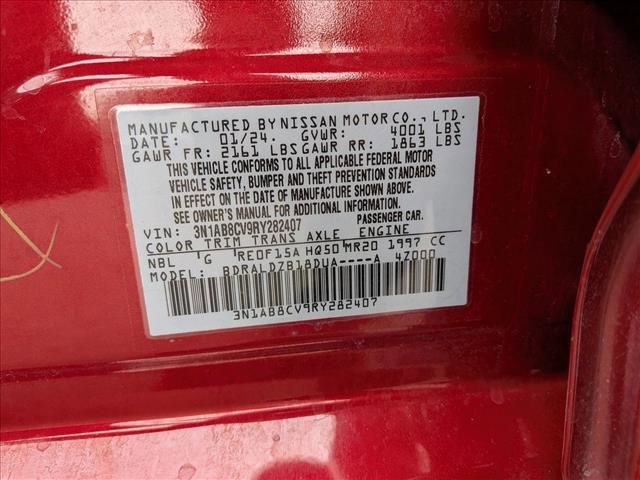 MANUFACTURED BY NISSAN MOTOR CO., LTD.
DATE: 01/24. GVWR: 4001 LBS
GAWR FR: 2161 LBS GAWR RR: 1863 LBS
THIS VEHICLE CONFORMS TO ALL APPLICABLE FEDERAL MOTOR
VEHICLE SAFETY, BUMPER AND THEFT PREVENTION STANDARDS
IN EFFECT ON THE DATE OF MANUFACTURE SHOWN ABOVE.
SEE OWNER'S MANUAL FOR ADDITIONAL INFORMATION.
VIN: 3N1AB8CV9RY282407 PASSENGER CAR.
COLOR TRIM TRANS AXLE ENGINE
NBL G RE0F15A HQ50 MR20 1997 CC
MODEL: BDRALDZB18DUA----A 4Z000
3N1AB8CV9RY282407